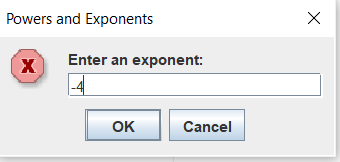 Powers and Exponents
X
Enter an exponent:
-4
OK
Cancel